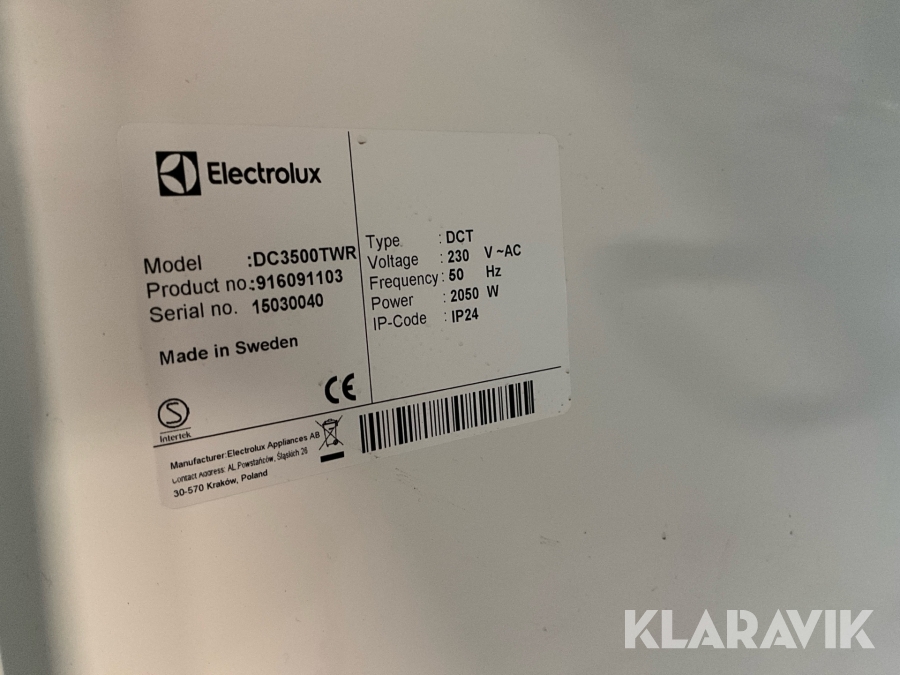 Electrolux
Model :DC3500TWR
Product no.:916091103
Serial no. 15030040
Made in Sweden
Type : DCT
Voltage : 230 V ~AC
Frequency : 50 Hz
Power : 2050 W
IP-Code : IP24
CE
S
Intertek
Manufacturer:Electrolux Appliances AB
Contact Address: AL.Powstańców, Śląskich 26
30-570 Kraków, Poland
KLARAVIK